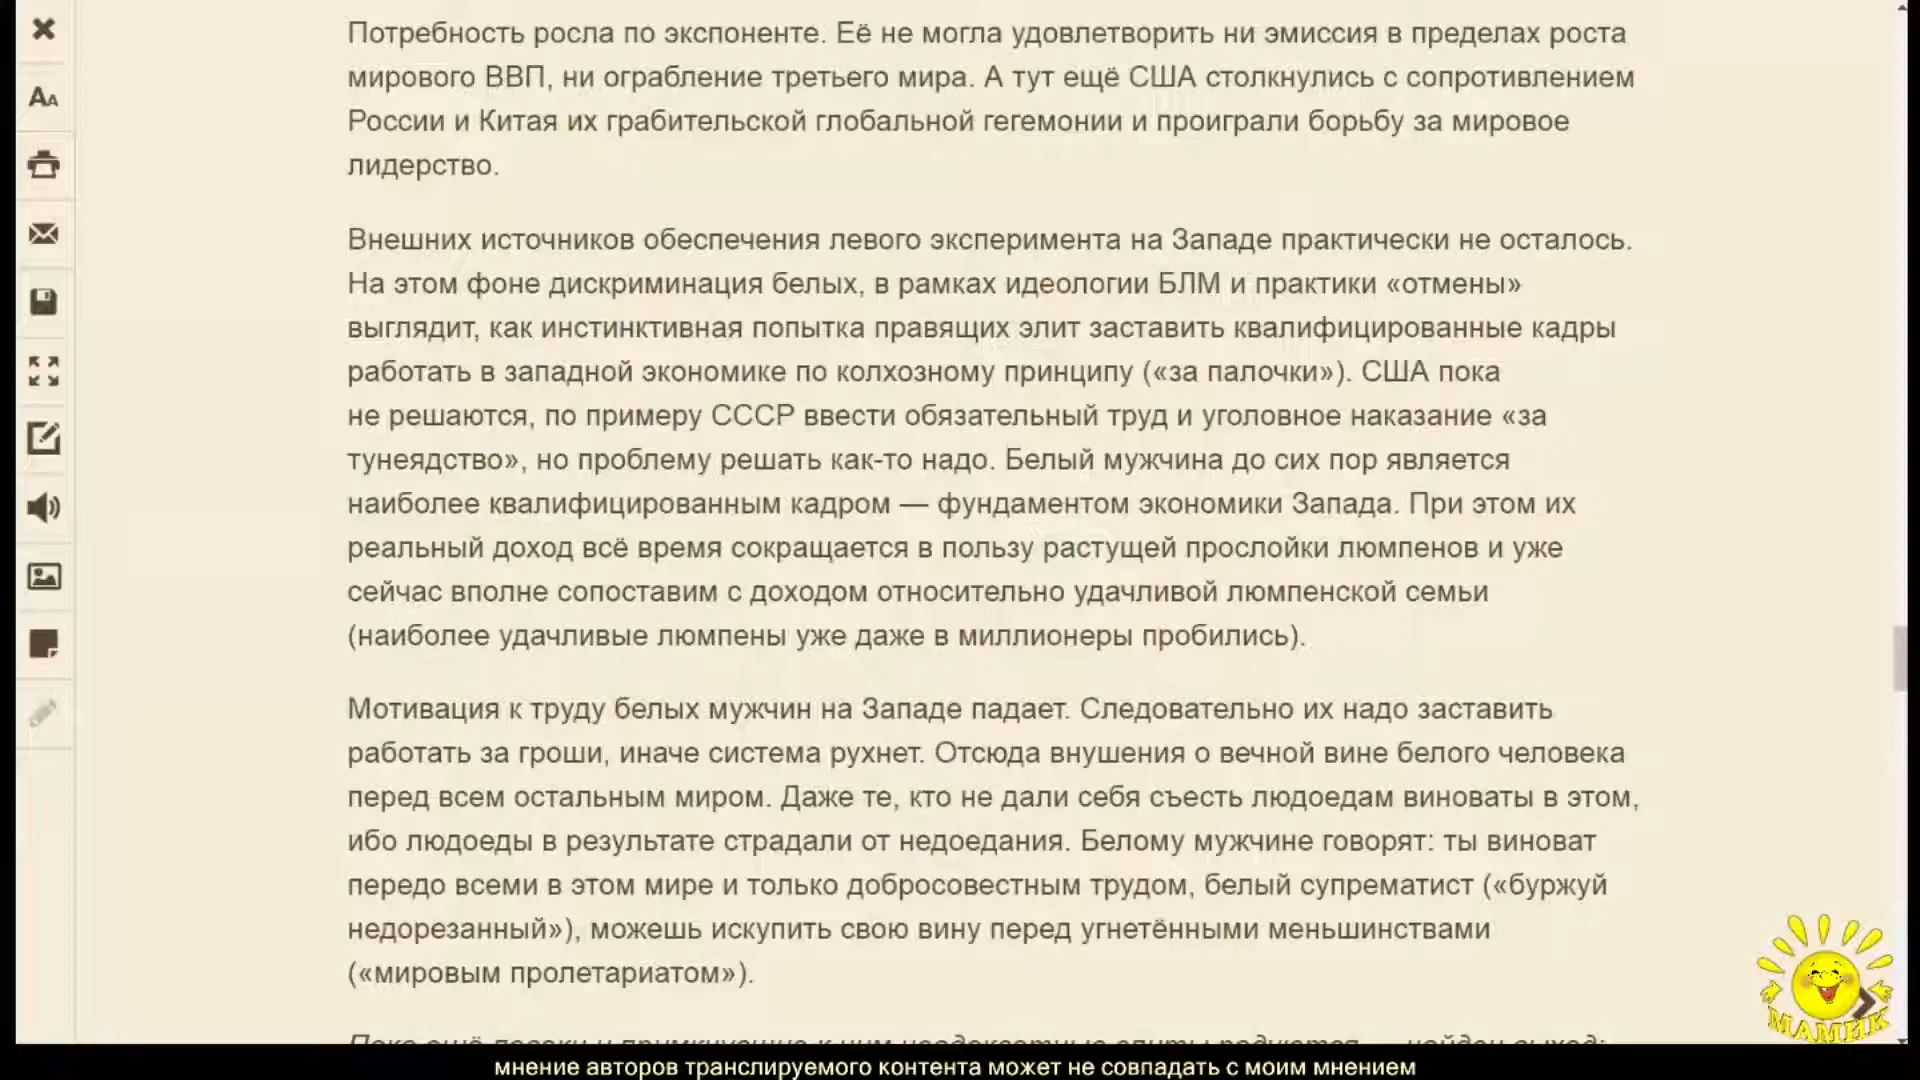 Потребность росла по экспоненте. Её не могла удовлетворить ни эмиссия в пределах роста
мирового ВВП, ни ограбление третьего мира. А тут ещё США столкнулись с сопротивлением
России и Китая их грабительской глобальной гегемонии и проиграли борьбу за мировое
лидерство.
Внешних источников обеспечения левого эксперимента на Западе практически не осталось.
На этом фоне дискриминация белых, в рамках идеологии БЛМ и практики «отмены»
выглядит, как инстинктивная попытка правящих элит заставить квалифицированные кадры
работать в западной экономике по колхозному принципу («за палочки»). США пока
не решаются, по примеру СССР ввести обязательный труд и уголовное наказание «за
тунеядство», но проблему решать как-то надо. Белый мужчина до сих пор является
наиболее квалифицированным кадром — фундаментом экономики Запада. При этом их
реальный доход всё время сокращается в пользу растущей прослойки люмпенов и уже
сейчас вполне сопоставим с доходом относительно удачливой люмпенской семьи
(наиболее удачливые люмпены уже даже в миллионеры пробились).
Мотивация к труду белых мужчин на Западе падает. Следовательно их надо заставить
работать за гроши, иначе система рухнет. Отсюда внушения о вечной вине белого человека
перед всем остальным миром. Даже те, кто не дали себя съесть людоедам виноваты в этом,
ибо людоеды в результате страдали от недоедания. Белому мужчине говорят: ты виноват
передо всеми в этом мире и только добросовестным трудом, белый супрематист («буржуй
недорезанный»), можешь искупить свою вину перед угнетёнными меньшинствами
(«мировым пролетариатом»).
МАМИК
мнение авторов транслируемого контента может не совпадать с моим мнением